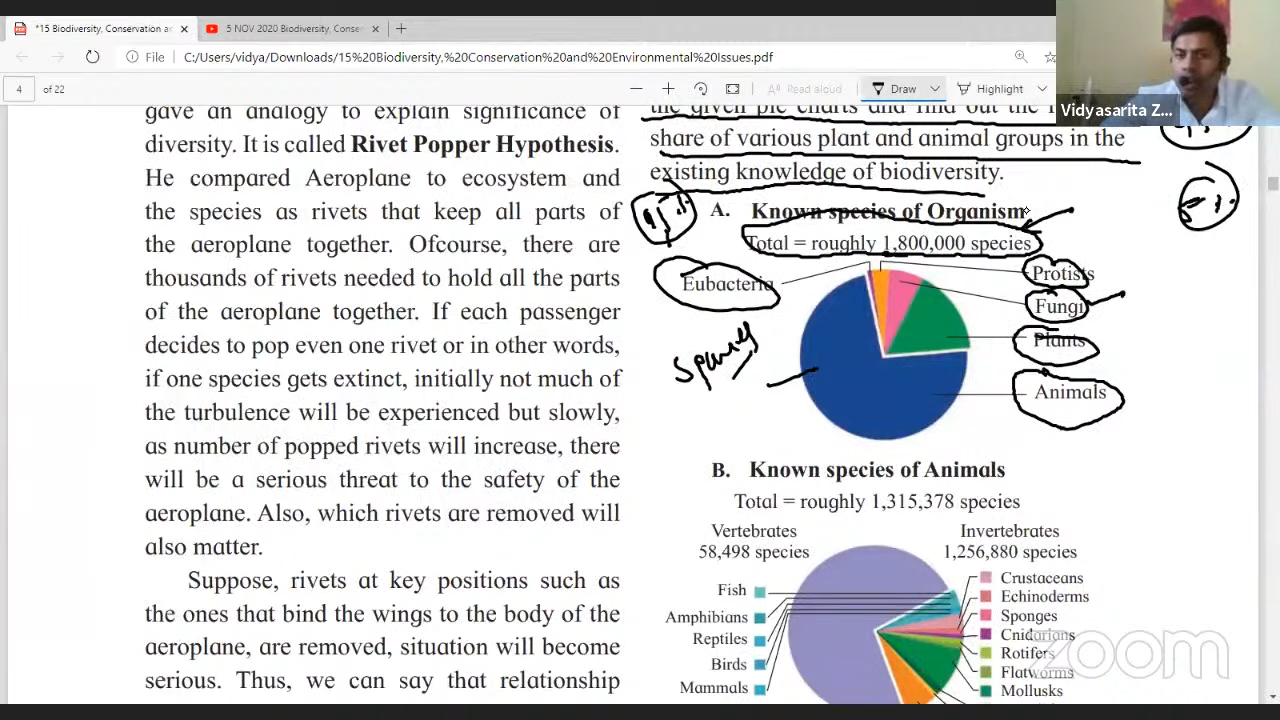 *15 Biodiversity, Conservation an
5 NOV 2020 Biodiversity, Conse
File
C:/Users/vidya/Downloads/15%20Biodiversity,%20Conservation%20and%20Environmental%20Issues.pdf
4 of 22
Read aloud
Draw
Highlight
Vidyasarita Z...
gave an analogy to explain significance of
diversity. It is called Rivet Popper Hypothesis.
He compared Aeroplane to ecosystem and
the species as rivets that keep all parts of
the aeroplane together. Ofcourse, there are
thousands of rivets needed to hold all the parts
of the aeroplane together. If each passenger
decides to pop even one rivet or in other words,
if one species gets extinct, initially not much of
the turbulence will be experienced but slowly,
as number of popped rivets will increase, there
will be a serious threat to the safety of the
aeroplane. Also, which rivets are removed will
also matter.
Suppose, rivets at key positions such as
the ones that bind the wings to the body of the
aeroplane, are removed, situation will become
serious. Thus, we can say that relationship
the given pie charts and find out the
share of various plant and animal groups in the
existing knowledge of biodiversity.
A. Known species of Organism
Total = roughly 1,800,000 species
Eubacteria
Protists
Fungi
Plants
Animals
B. Known species of Animals
Total = roughly 1,315,378 species
Vertebrates
58,498 species
Invertebrates
1,256,880 species
Fish
Amphibians
Reptiles
Birds
Mammals
Crustaceans
Echinoderms
Sponges
Cnidarians
Rotifers
Flatworms
Mollusks
zoom